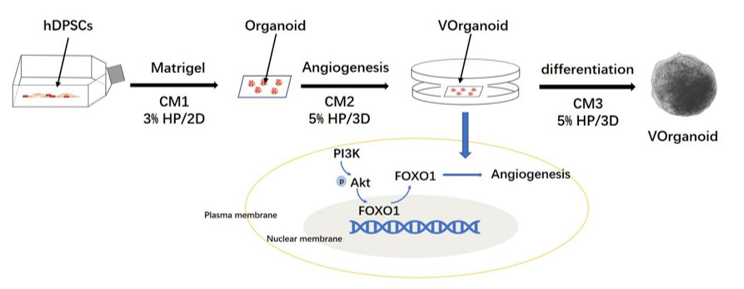 hDPSCs
Organoid
VOrganoid
Matrigel
CM1
3% HP/2D
Angiogenesis
CM2
5% HP/3D
differentiation
CM3
5% HP/3D
VOrganoid
PI3K
p Akt
FOXO1
Angiogenesis
FOXO1
Plasma membrane
Nuclear membrane